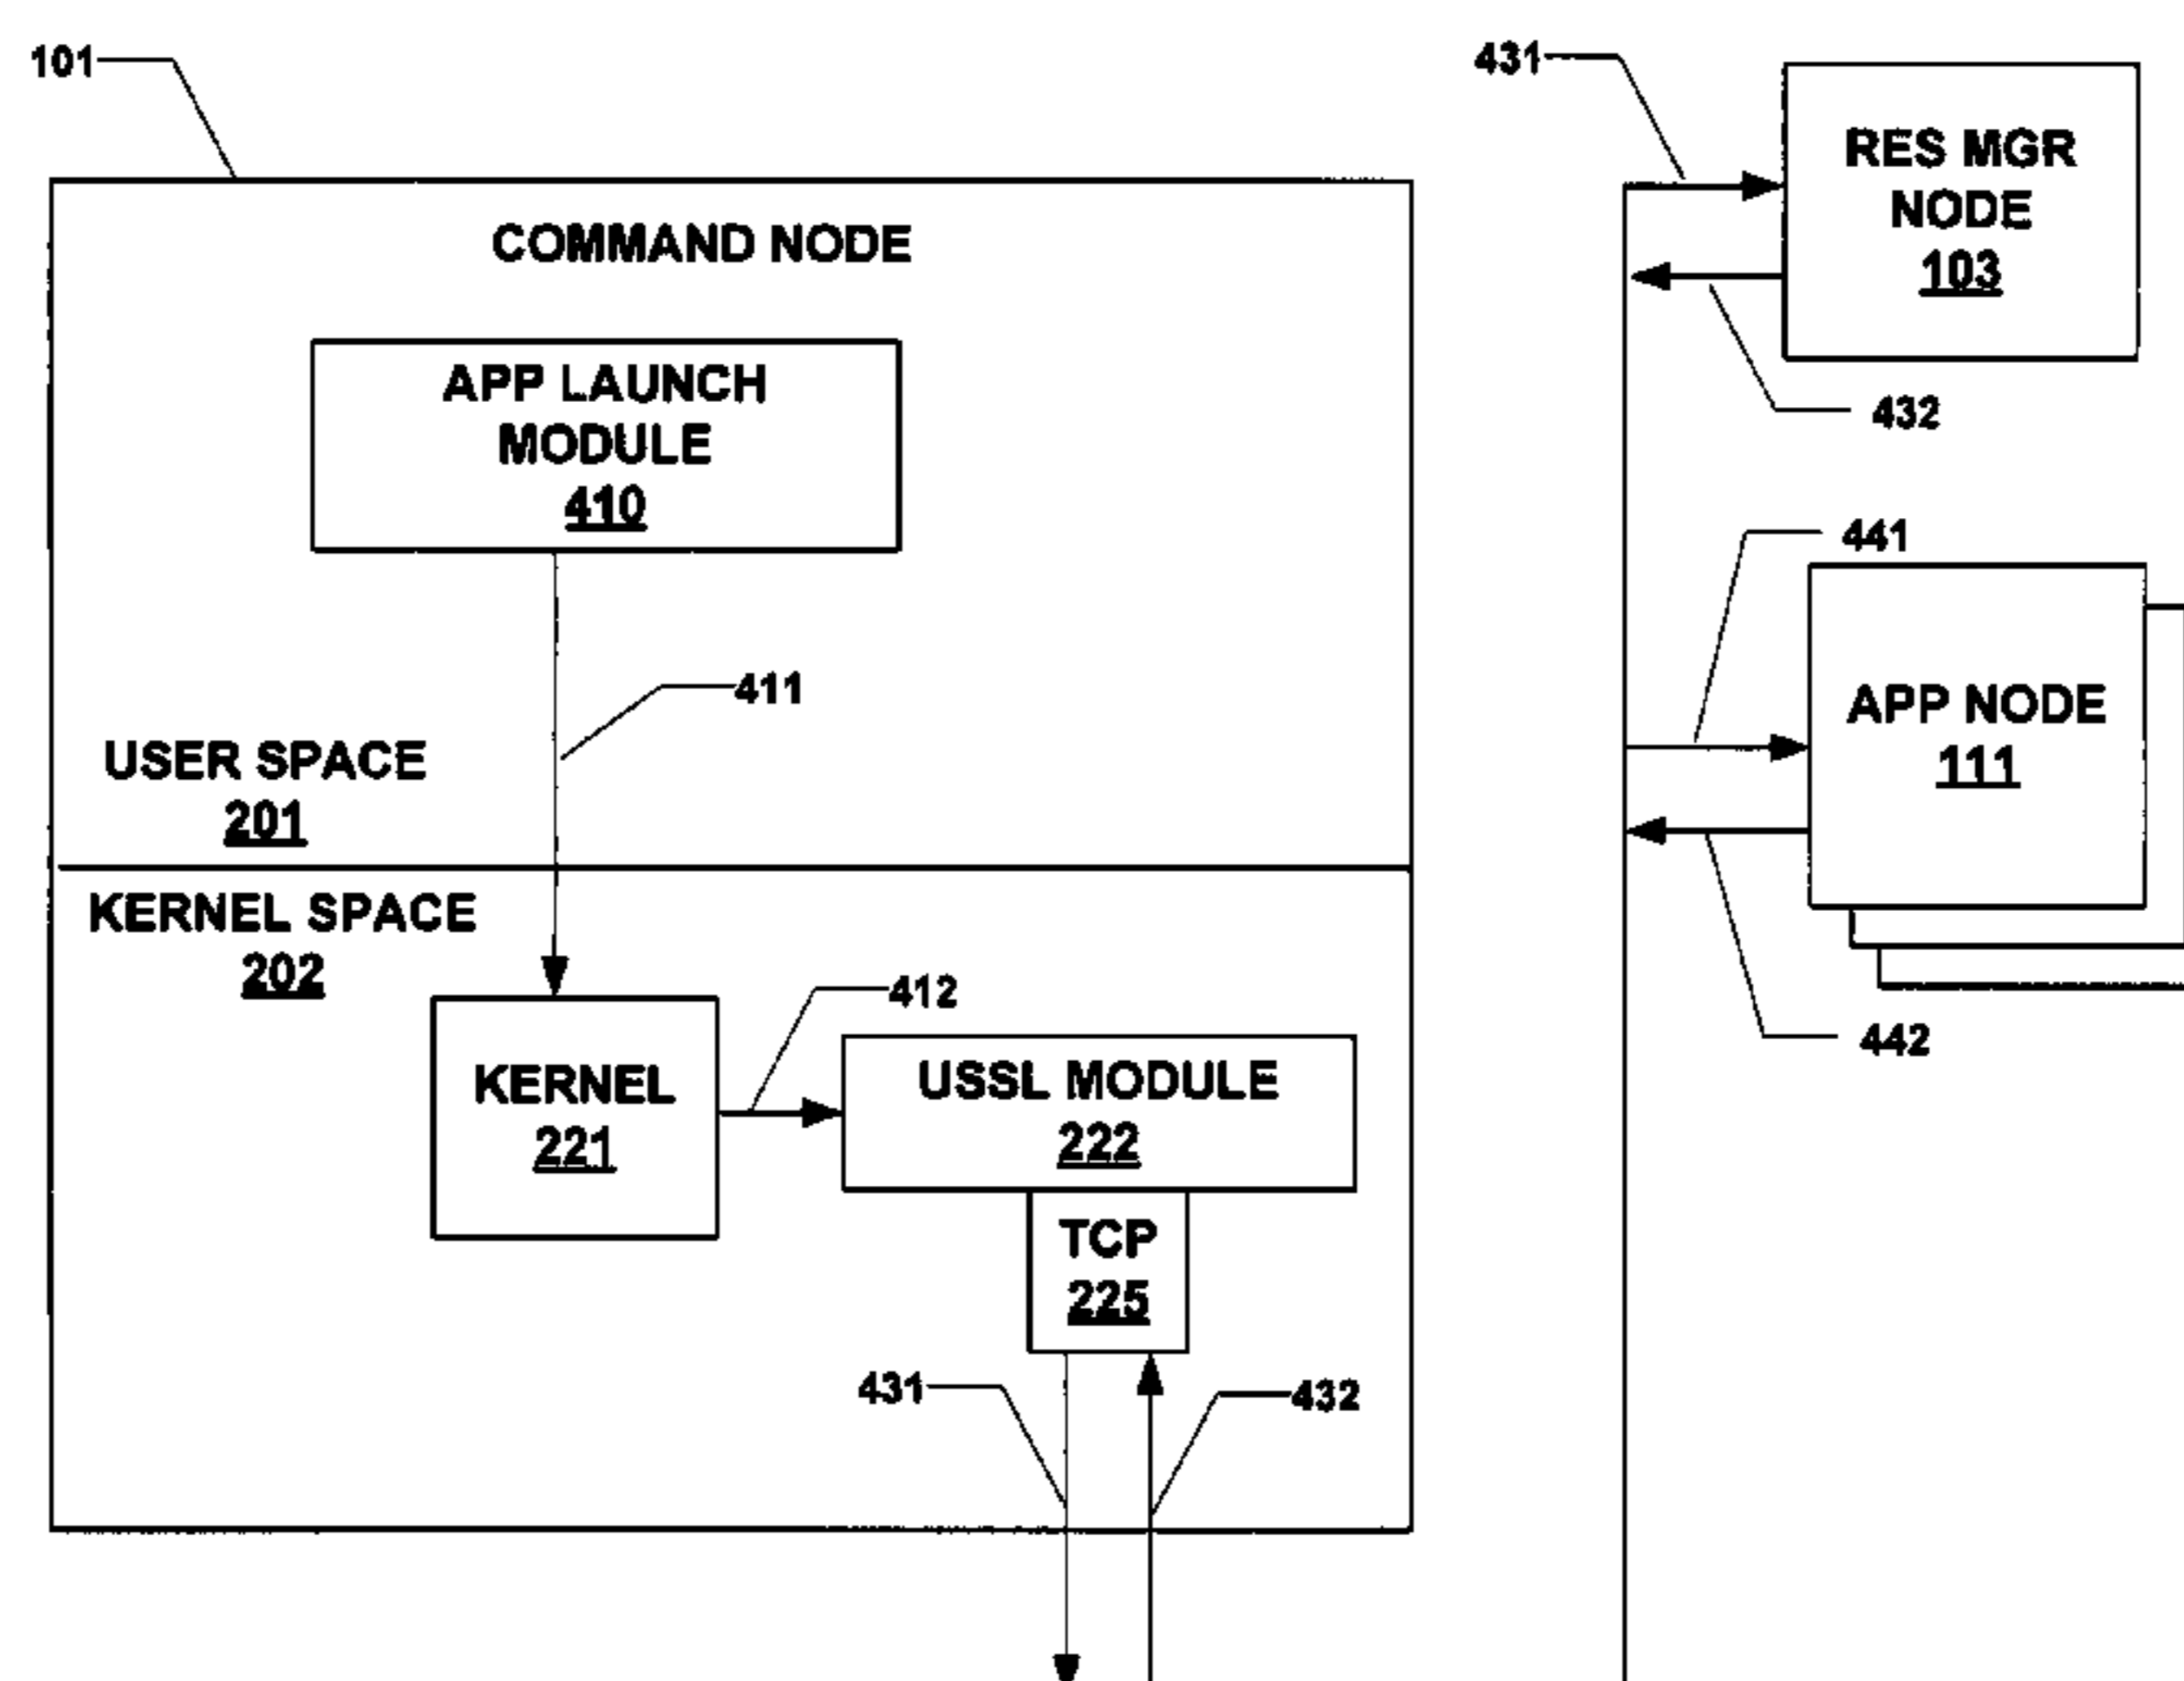 101
COMMAND NODE
APP LAUNCH
MODULE
410
411
USER SPACE
201
KERNEL SPACE
202
412
KERNEL
221
USSL MODULE
222
TCP
225
431
432
431
RES MGR
NODE
103
432
441
APP NODE
111
442